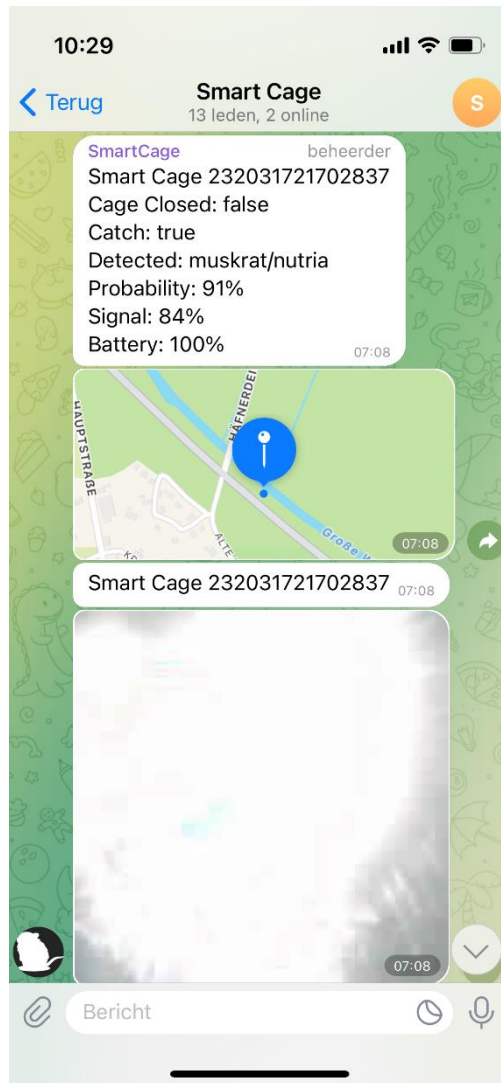 10:29
Terug
Smart Cage
13 leden, 2 online
S
SmartCage beheerder
Smart Cage 232031721702837
Cage Closed: false
Catch: true
Detected: muskrat/nutria
Probability: 91%
Signal: 84%
Battery: 100%
07:08
HAUPTSTRASSE
HÄFNERDEI
ALTE
Große
07:08
Smart Cage 232031721702837
07:08
07:08
Bericht